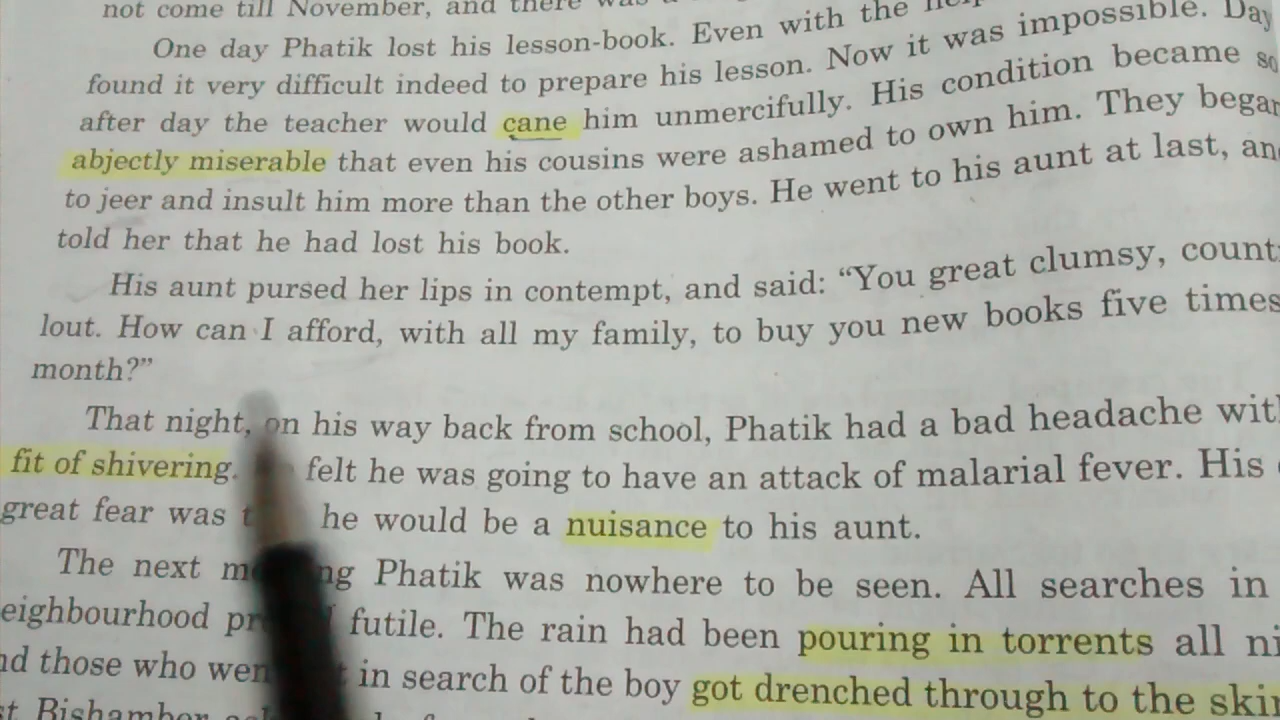 not come till November, and there was a
One day Phatik lost his lesson-book. Even with the
found it very difficult indeed to prepare his lesson. Now it was impossible. Day
after day the teacher would cane him unmercifully. His condition became so
abjectly miserable that even his cousins were ashamed to own him. They began
to jeer and insult him more than the other boys. He went to his aunt at last, and
told her that he had lost his book.
His aunt pursed her lips in contempt, and said: “You great clumsy, count
lout. How can I afford, with all my family, to buy you new books five times
month?”
That night, on his way back from school, Phatik had a bad headache with
fit of shivering. felt he was going to have an attack of malarial fever. His
great fear was he would be a nuisance to his aunt.
The next Phatik was nowhere to be seen. All searches in
eighbourhood futile. The rain had been pouring in torrents all
nd those who in search of the boy got drenched through to the skin
st Bishamber